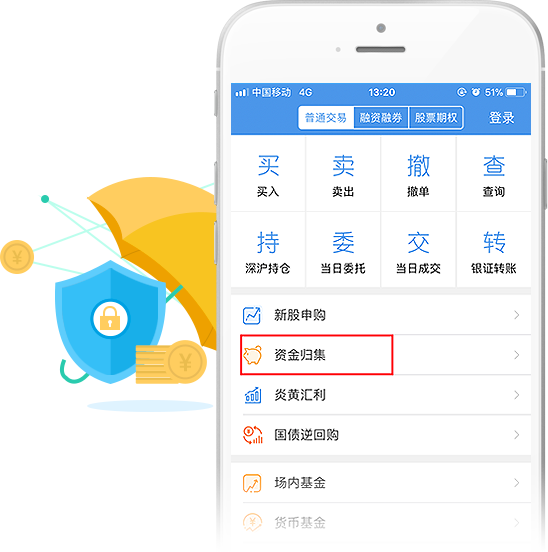 中国移动 4G 13:20 51%
普通交易 融资融券 股票期权 登录
买 卖 撤 查
买入 卖出 撤单 查询
持 委 交 转
深沪持仓 当日委托 当日成交 银证转账
新股申购
资金归集
炎黄汇利
国债逆回购
场内基金
货币基金